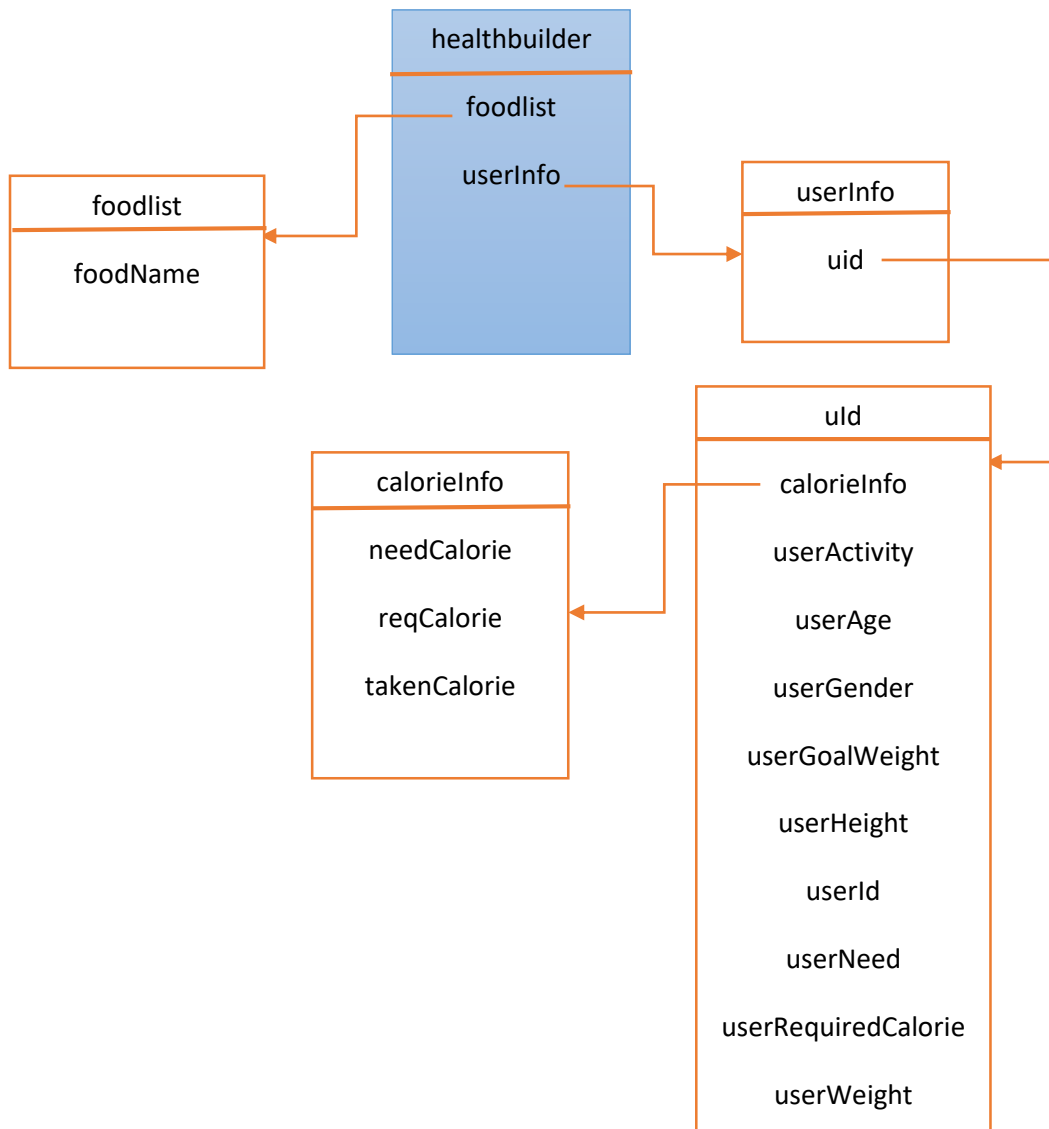 healthbuilder
foodlist
userInfo
foodlist
foodName
userInfo
uid
uId
calorieInfo
userActivity
userAge
userGender
userGoalWeight
userHeight
userId
userNeed
userRequiredCalorie
userWeight
calorieInfo
needCalorie
reqCalorie
takenCalorie